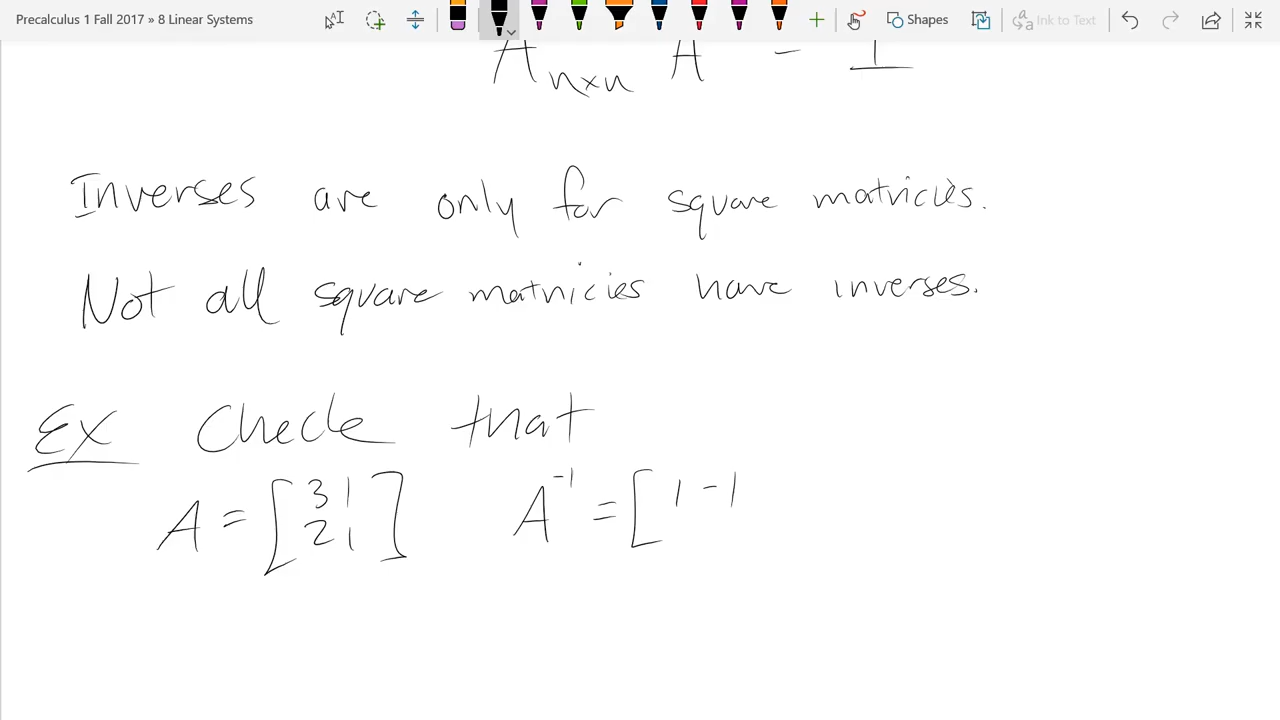 Precalculus 1 Fall 2017 » 8 Linear Systems
Shapes
Ink to Text
A n×n A = I
Inverses are only for square matricies.
Not all square matricies have inverses.
Ex Check that
A = [ 3 1
2 1 ]
A⁻¹ = [ 1 -1